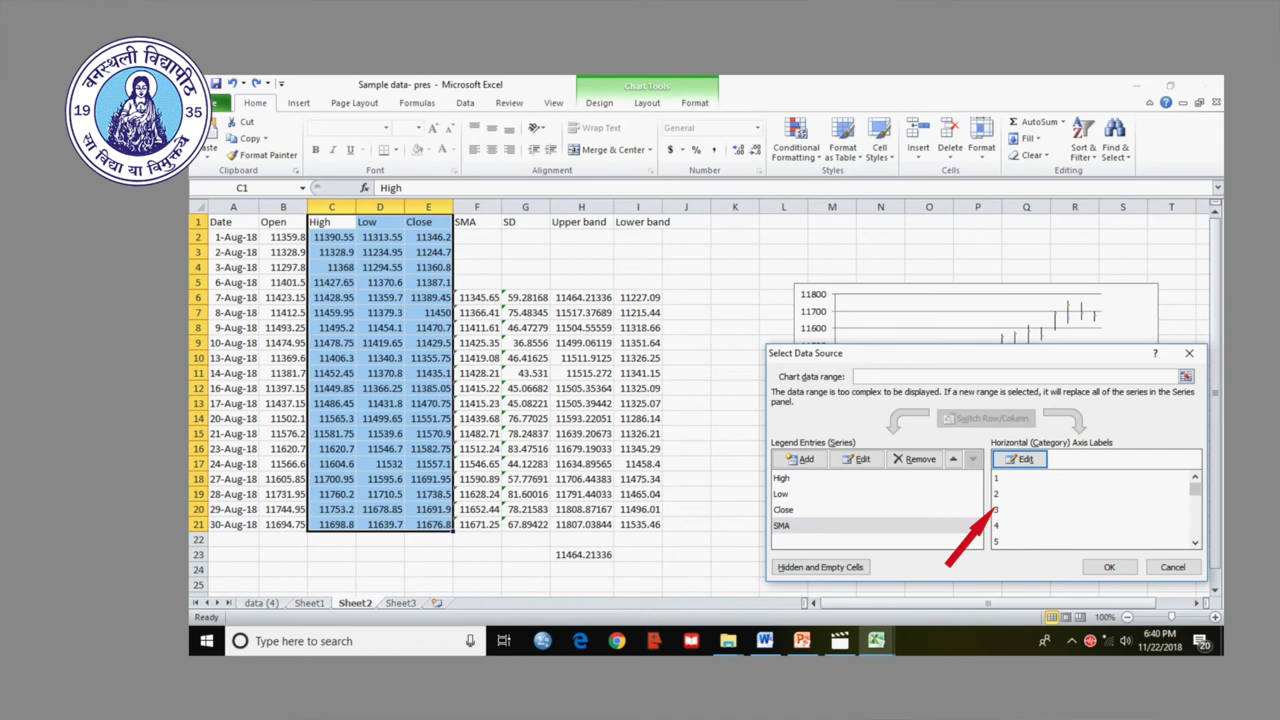 वनस्थली विद्यापीठ
19 35
सा विद्या या विमुक्तये
Sample data- pres - Microsoft Excel
Chart Tools
Home Insert Page Layout Formulas Data Review View Design Layout Format
Cut
Copy
Format Painter
Clipboard
Font
Wrap Text
Merge & Center
Alignment
General
Number
Conditional Formatting
Format as Table
Cell Styles
Styles
Insert Delete Format
Cells
AutoSum
Fill
Clear
Sort & Filter
Find & Select
Editing
C1 fx High
A B C D E F G H I J K L M N O P Q R S T
1 Date Open High Low Close SMA SD Upper band Lower band
2 1-Aug-18 11359.8 11390.55 11313.55 11346.2
3 2-Aug-18 11328.9 11328.9 11234.95 11244.7
4 3-Aug-18 11297.8 11368 11294.55 11360.8
5 6-Aug-18 11401.5 11427.65 11370.6 11387.1
6 7-Aug-18 11423.15 11428.95 11359.7 11389.45 11345.65 59.28168 11464.21336 11227.09
7 8-Aug-18 11412.5 11459.95 11379.3 11450 11366.41 75.48345 11517.37689 11215.44
8 9-Aug-18 11493.25 11495.2 11454.1 11470.7 11411.61 46.47279 11504.55559 11318.66
9 10-Aug-18 11474.95 11478.75 11419.65 11429.5 11425.35 36.8556 11499.06119 11351.64
10 13-Aug-18 11369.6 11406.3 11340.3 11355.75 11419.08 46.41625 11511.9125 11326.25
11 14-Aug-18 11381.7 11452.45 11370.8 11435.1 11428.21 43.531 11515.272 11341.15
12 16-Aug-18 11397.15 11449.85 11366.25 11385.05 11415.23 45.06682 11505.35364 11325.09
13 17-Aug-18 11437.15 11486.45 11431.8 11470.75 11415.23 45.08221 11505.39442 11325.07
14 20-Aug-18 11502.1 11565.3 11499.65 11551.75 11439.68 76.77025 11593.22051 11286.14
15 21-Aug-18 11576.2 11581.75 11539.6 11570.9 11482.71 78.24837 11639.20673 11326.21
16 23-Aug-18 11620.7 11620.7 11546.7 11582.75 11512.24 83.47565 11679.1913 11345.29
17 24-Aug-18 11566.6 11604.6 11532 11557.1 11546.65 44.12283 11634.89565 11458.4
18 27-Aug-18 11605.85 11700.95 11595.6 11691.95 11590.89 57.77694 11706.44388 11475.34
19 28-Aug-18 11731.95 11760.2 11710.5 11738.5 11628.24 81.60016 11791.44033 11465.04
20 29-Aug-18 11744.95 11753.2 11678.85 11691.9 11652.44 78.21583 11808.87167 11496.01
21 30-Aug-18 11694.75 11698.8 11639.7 11676.8 11671.25 67.89422 11807.03844 11535.46
22
23 11464.21336
24
25
11800
11700
11600
Select Data Source
Chart data range:
The data range is too complex to be displayed. If a new range is selected, it will replace all of the series in the Series
panel.
Switch Row/Column
Legend Entries (Series)
Add Edit Remove
High
Low
Close
SMA
Horizontal (Category) Axis Labels
Edit
1
2
3
4
5
Hidden and Empty Cells
OK Cancel
data (4) Sheet1 Sheet2 Sheet3
Ready
100%
Type here to search
6:40 PM
11/22/2018
20